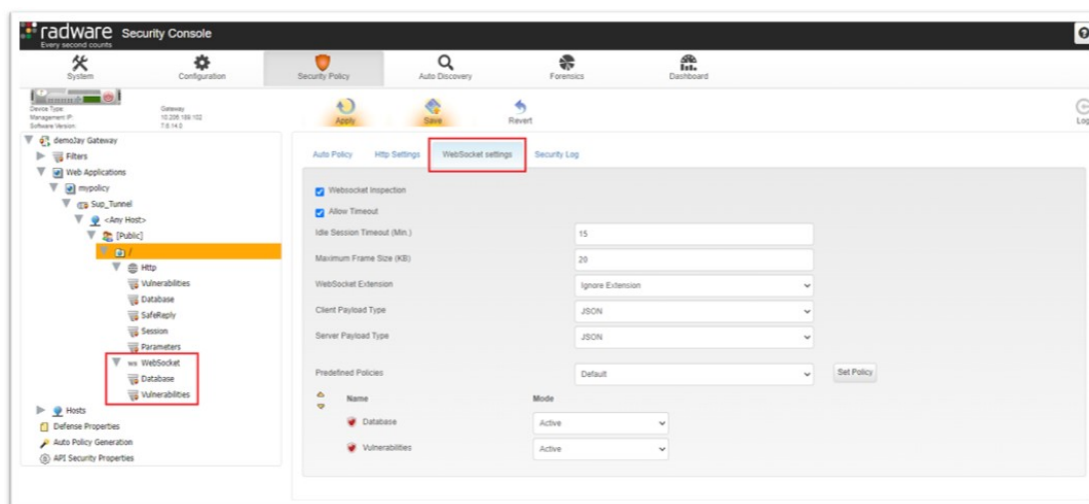 radware Security Console
Every second counts
System
Configuration
Security Policy
Auto Discovery
Forensics
Dashboard
Device Type: Gateway
Management IP: 10.206.186.102
Software Version: 7.6.14.0
Apply
Save
Revert
Log
demoJay Gateway
Filters
Web Applications
mypolicy
Sup_Tunnel
<Any Host>
[Public]
/
Http
Vulnerabilities
Database
SafeReply
Session
Parameters
WebSocket
Database
Vulnerabilities
Hosts
Defense Properties
Auto Policy Generation
API Security Properties
Auto Policy
Http Settings
WebSocket settings
Security Log
Websocket Inspection
Allow Timeout
Idle Session Timeout (Min.) 15
Maximum Frame Size (KB) 20
WebSocket Extension Ignore Extension
Client Payload Type JSON
Server Payload Type JSON
Predefined Policies Default Set Policy
Name Mode
Database Active
Vulnerabilities Active